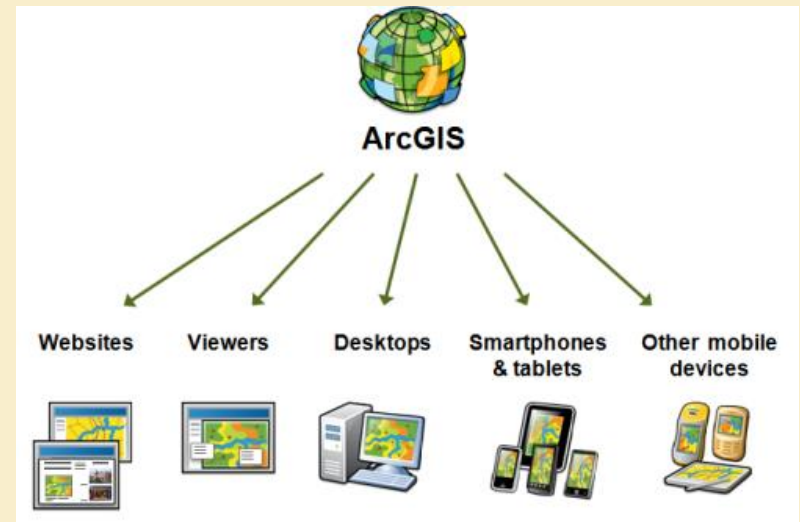 ArcGIS
Websites
Viewers
Desktops
Smartphones
& tablets
Other mobile
devices